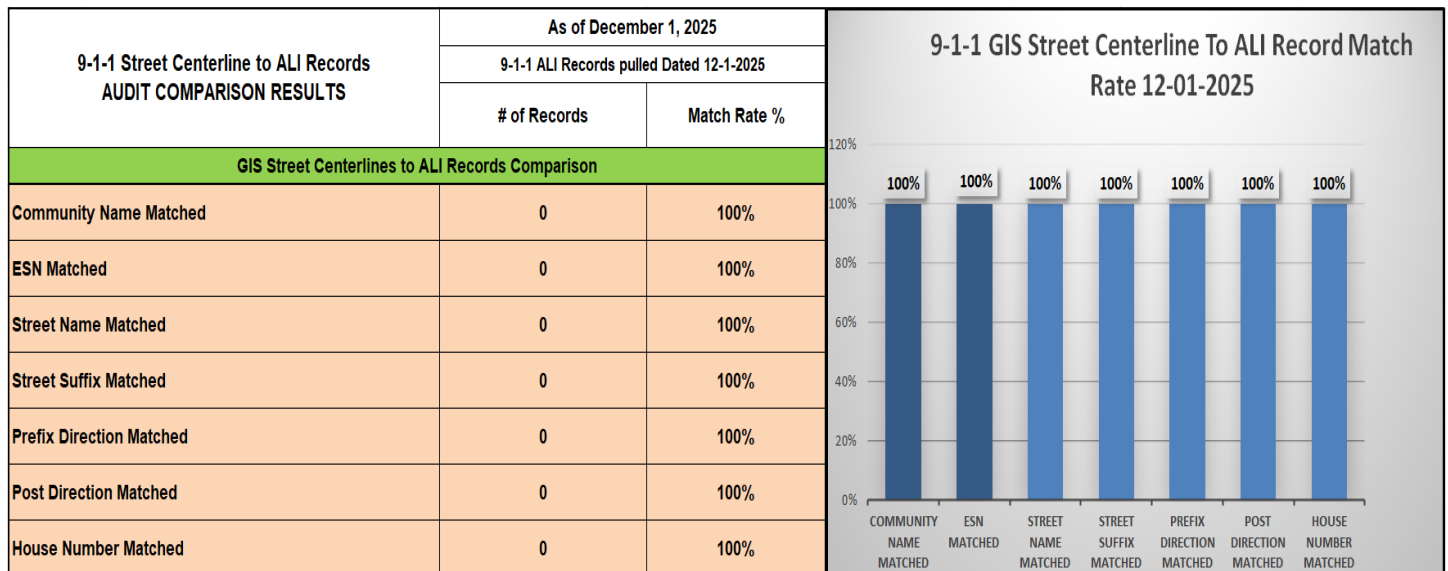 9-1-1 Street Centerline to ALI Records
AUDIT COMPARISON RESULTS
As of December 1, 2025
9-1-1 ALI Records pulled Dated 12-1-2025
# of Records
Match Rate %
GIS Street Centerlines to ALI Records Comparison
Community Name Matched 0 100%
ESN Matched 0 100%
Street Name Matched 0 100%
Street Suffix Matched 0 100%
Prefix Direction Matched 0 100%
Post Direction Matched 0 100%
House Number Matched 0 100%
9-1-1 GIS Street Centerline To ALI Record Match
Rate 12-01-2025
120%
100%
80%
60%
40%
20%
0%
100% 100% 100% 100% 100% 100% 100%
COMMUNITY
NAME
MATCHED
ESN
MATCHED
STREET
NAME
MATCHED
STREET
SUFFIX
MATCHED
PREFIX
DIRECTION
MATCHED
POST
DIRECTION
MATCHED
HOUSE
NUMBER
MATCHED